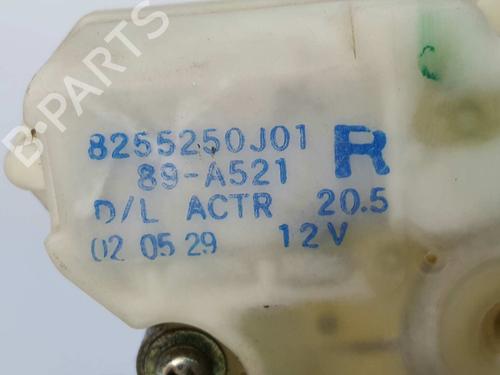 B-PARTS
8255250J01
89-A521
R
D/L ACTR 20.5
02 05 29 12V